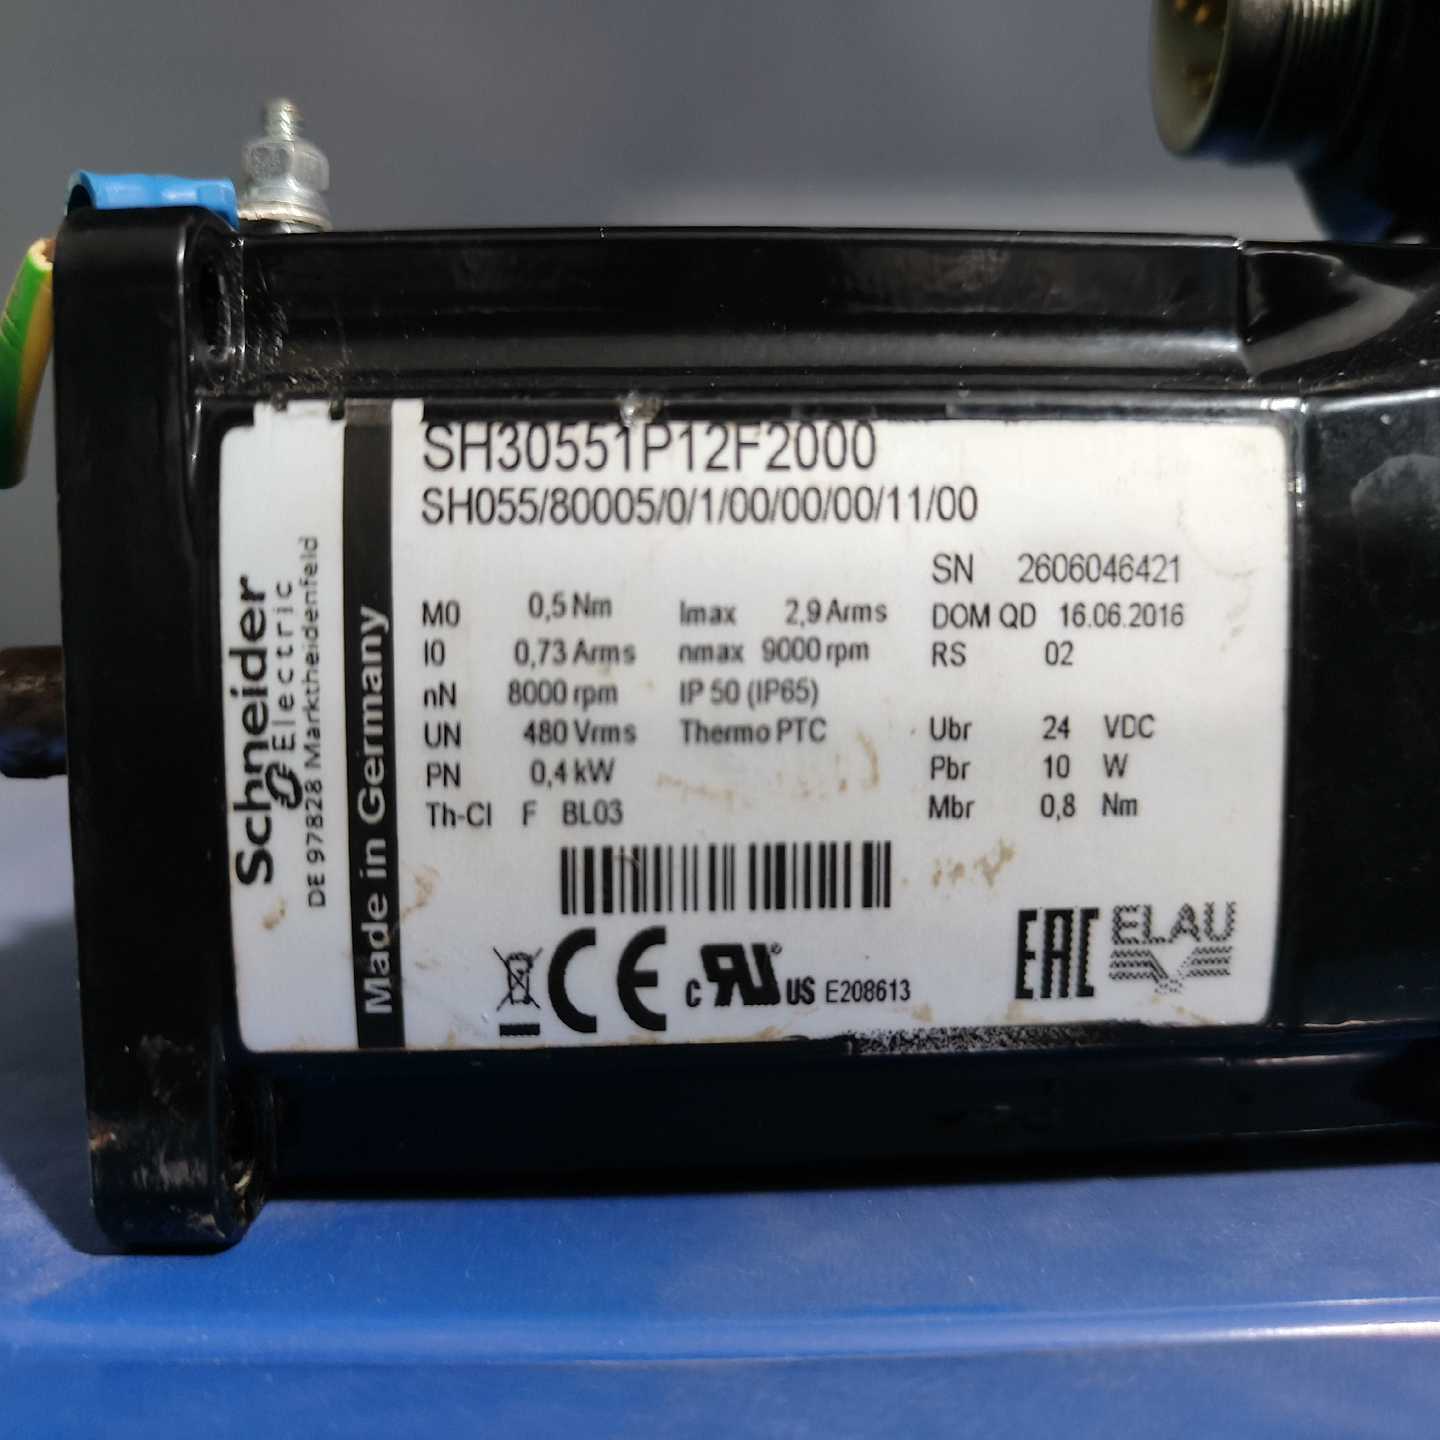 SH30551P12F2000
SH055/80005/0/1/00/00/00/11/00
SN 2606046421
M0 0,5 Nm Imax 2,9 Arms DOM QD 16.06.2016
I0 0,73 Arms nmax 9000 rpm RS 02
nN 8000 rpm IP 50 (IP65)
UN 480 Vrms Thermo PTC Ubr 24 VDC
PN 0,4 kW Pbr 10 W
Th-Cl F BL03 Mbr 0,8 Nm
CE c RU US E208613 EAC ELAU
Schneider
Electric
DE 97828 Marktheidenfeld
Made in Germany